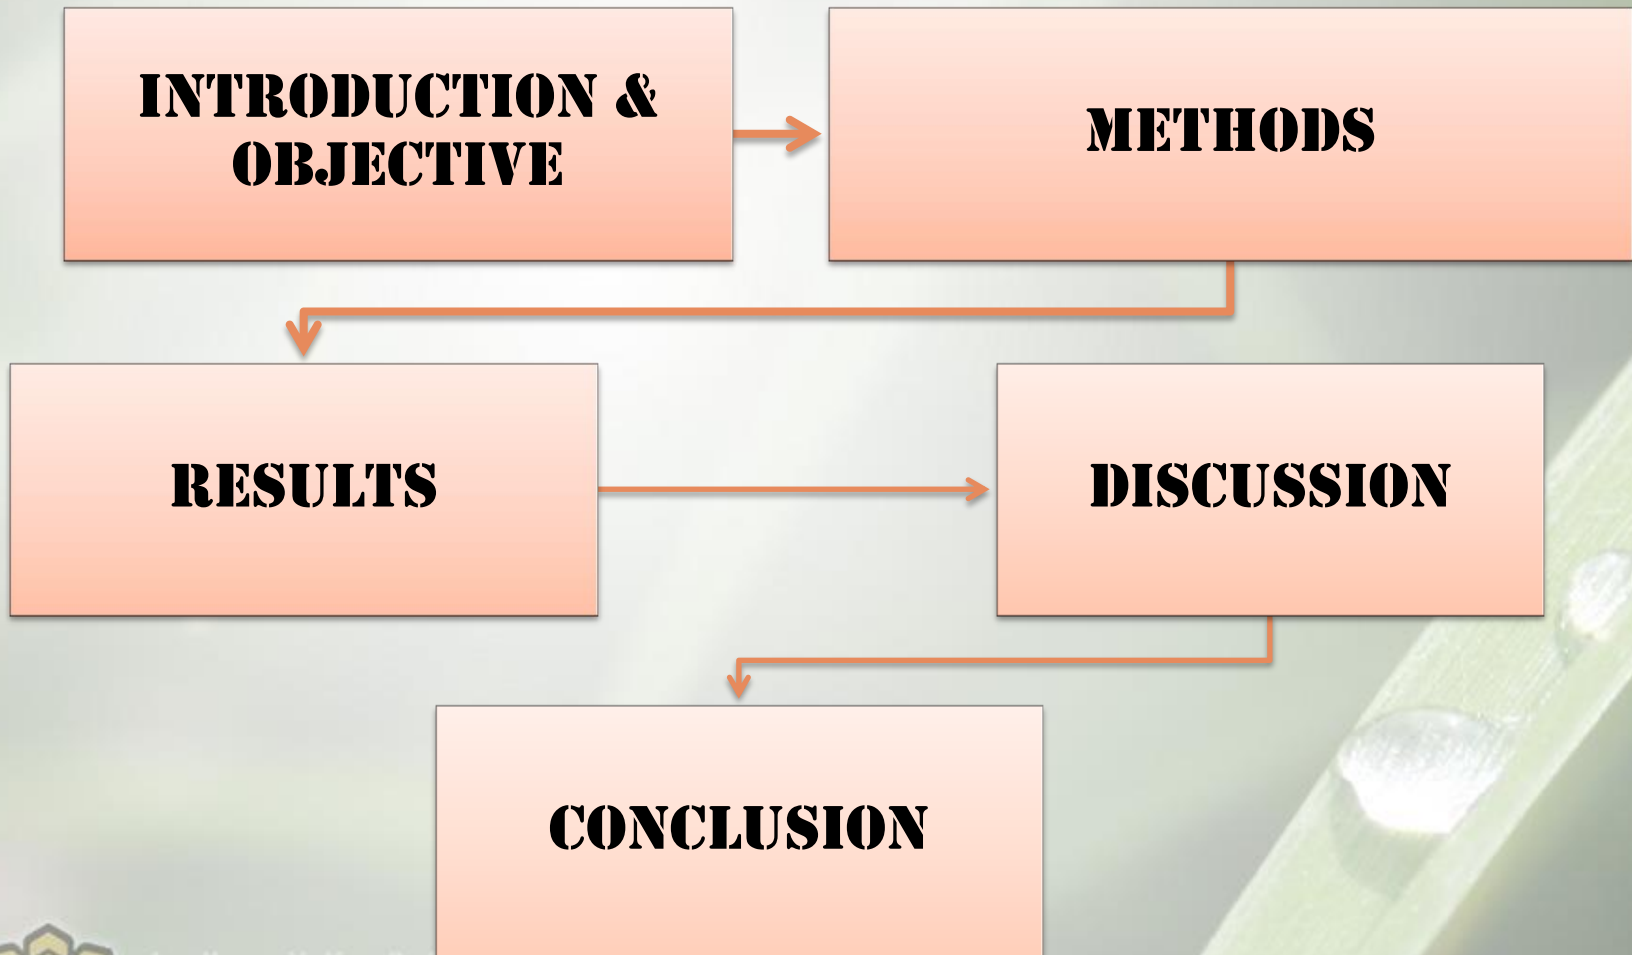 INTRODUCTION &
OBJECTIVE
METHODS
RESULTS
DISCUSSION
CONCLUSION